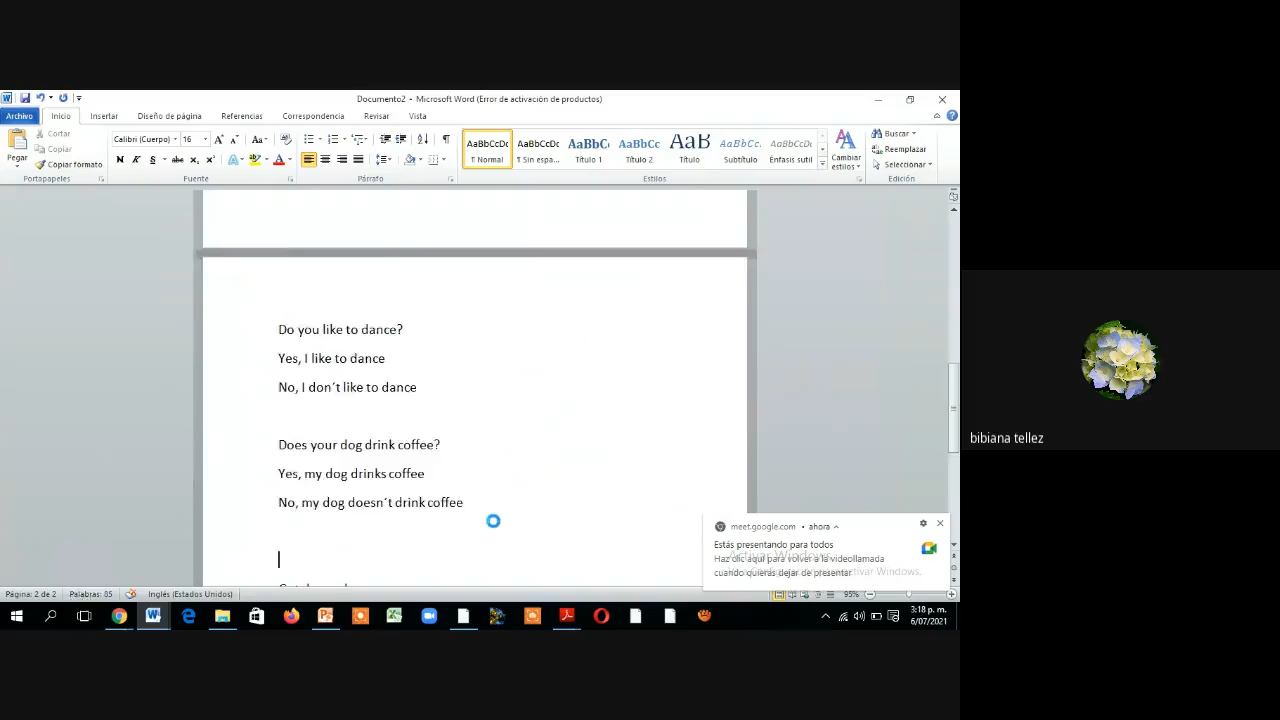 Documento2 - Microsoft Word (Error de activación de productos)
Archivo Inicio Insertar Diseño de página Referencias Correspondencia Revisar Vista
Pegar
Cortar
Copiar
Copiar formato
Portapapeles
Calibri (Cuerpo) 16
Fuente
Párrafo
AaBbCcDc AaBbCcDc AaBbC AaBbCc AaB AaBbCc. AaBbCcDc
¶ Normal ¶ Sin espa... Título 1 Título 2 Título Subtítulo Énfasis sutil
Estilos
Cambiar estilos
Buscar
Reemplazar
Seleccionar
Edición
Do you like to dance?
Yes, I like to dance
No, I don´t like to dance
Does your dog drink coffee?
Yes, my dog drinks coffee
No, my dog doesn´t drink coffee
meet.google.com • ahora
Estás presentando para todos
Haz clic aquí para volver a la videollamada
cuando quieras dejar de presentar.
Activar Windows
activar Windows.
Página: 2 de 2 Palabras: 85 Inglés (Estados Unidos) 95%
3:18 p. m.
6/07/2021
bibiana tellez